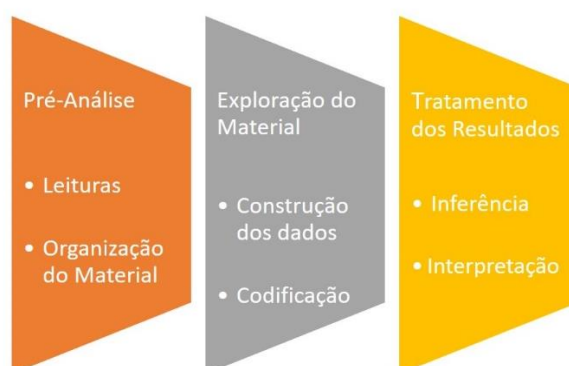 Pré-Análise
• Leituras
• Organização
do Material
Exploração do
Material
• Construção
dos dados
• Codificação
Tratamento
dos Resultados
• Inferência
• Interpretação